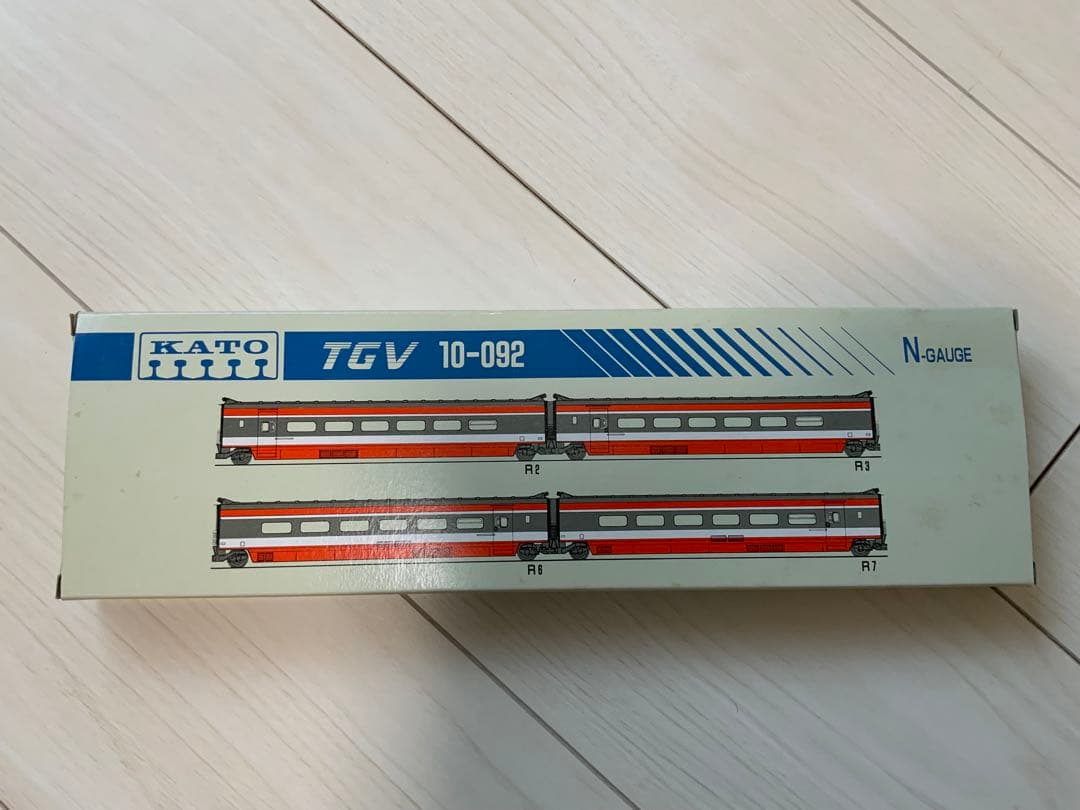 KATO TGV 10-092 N-GAUGE
R2 R3
R6 R7